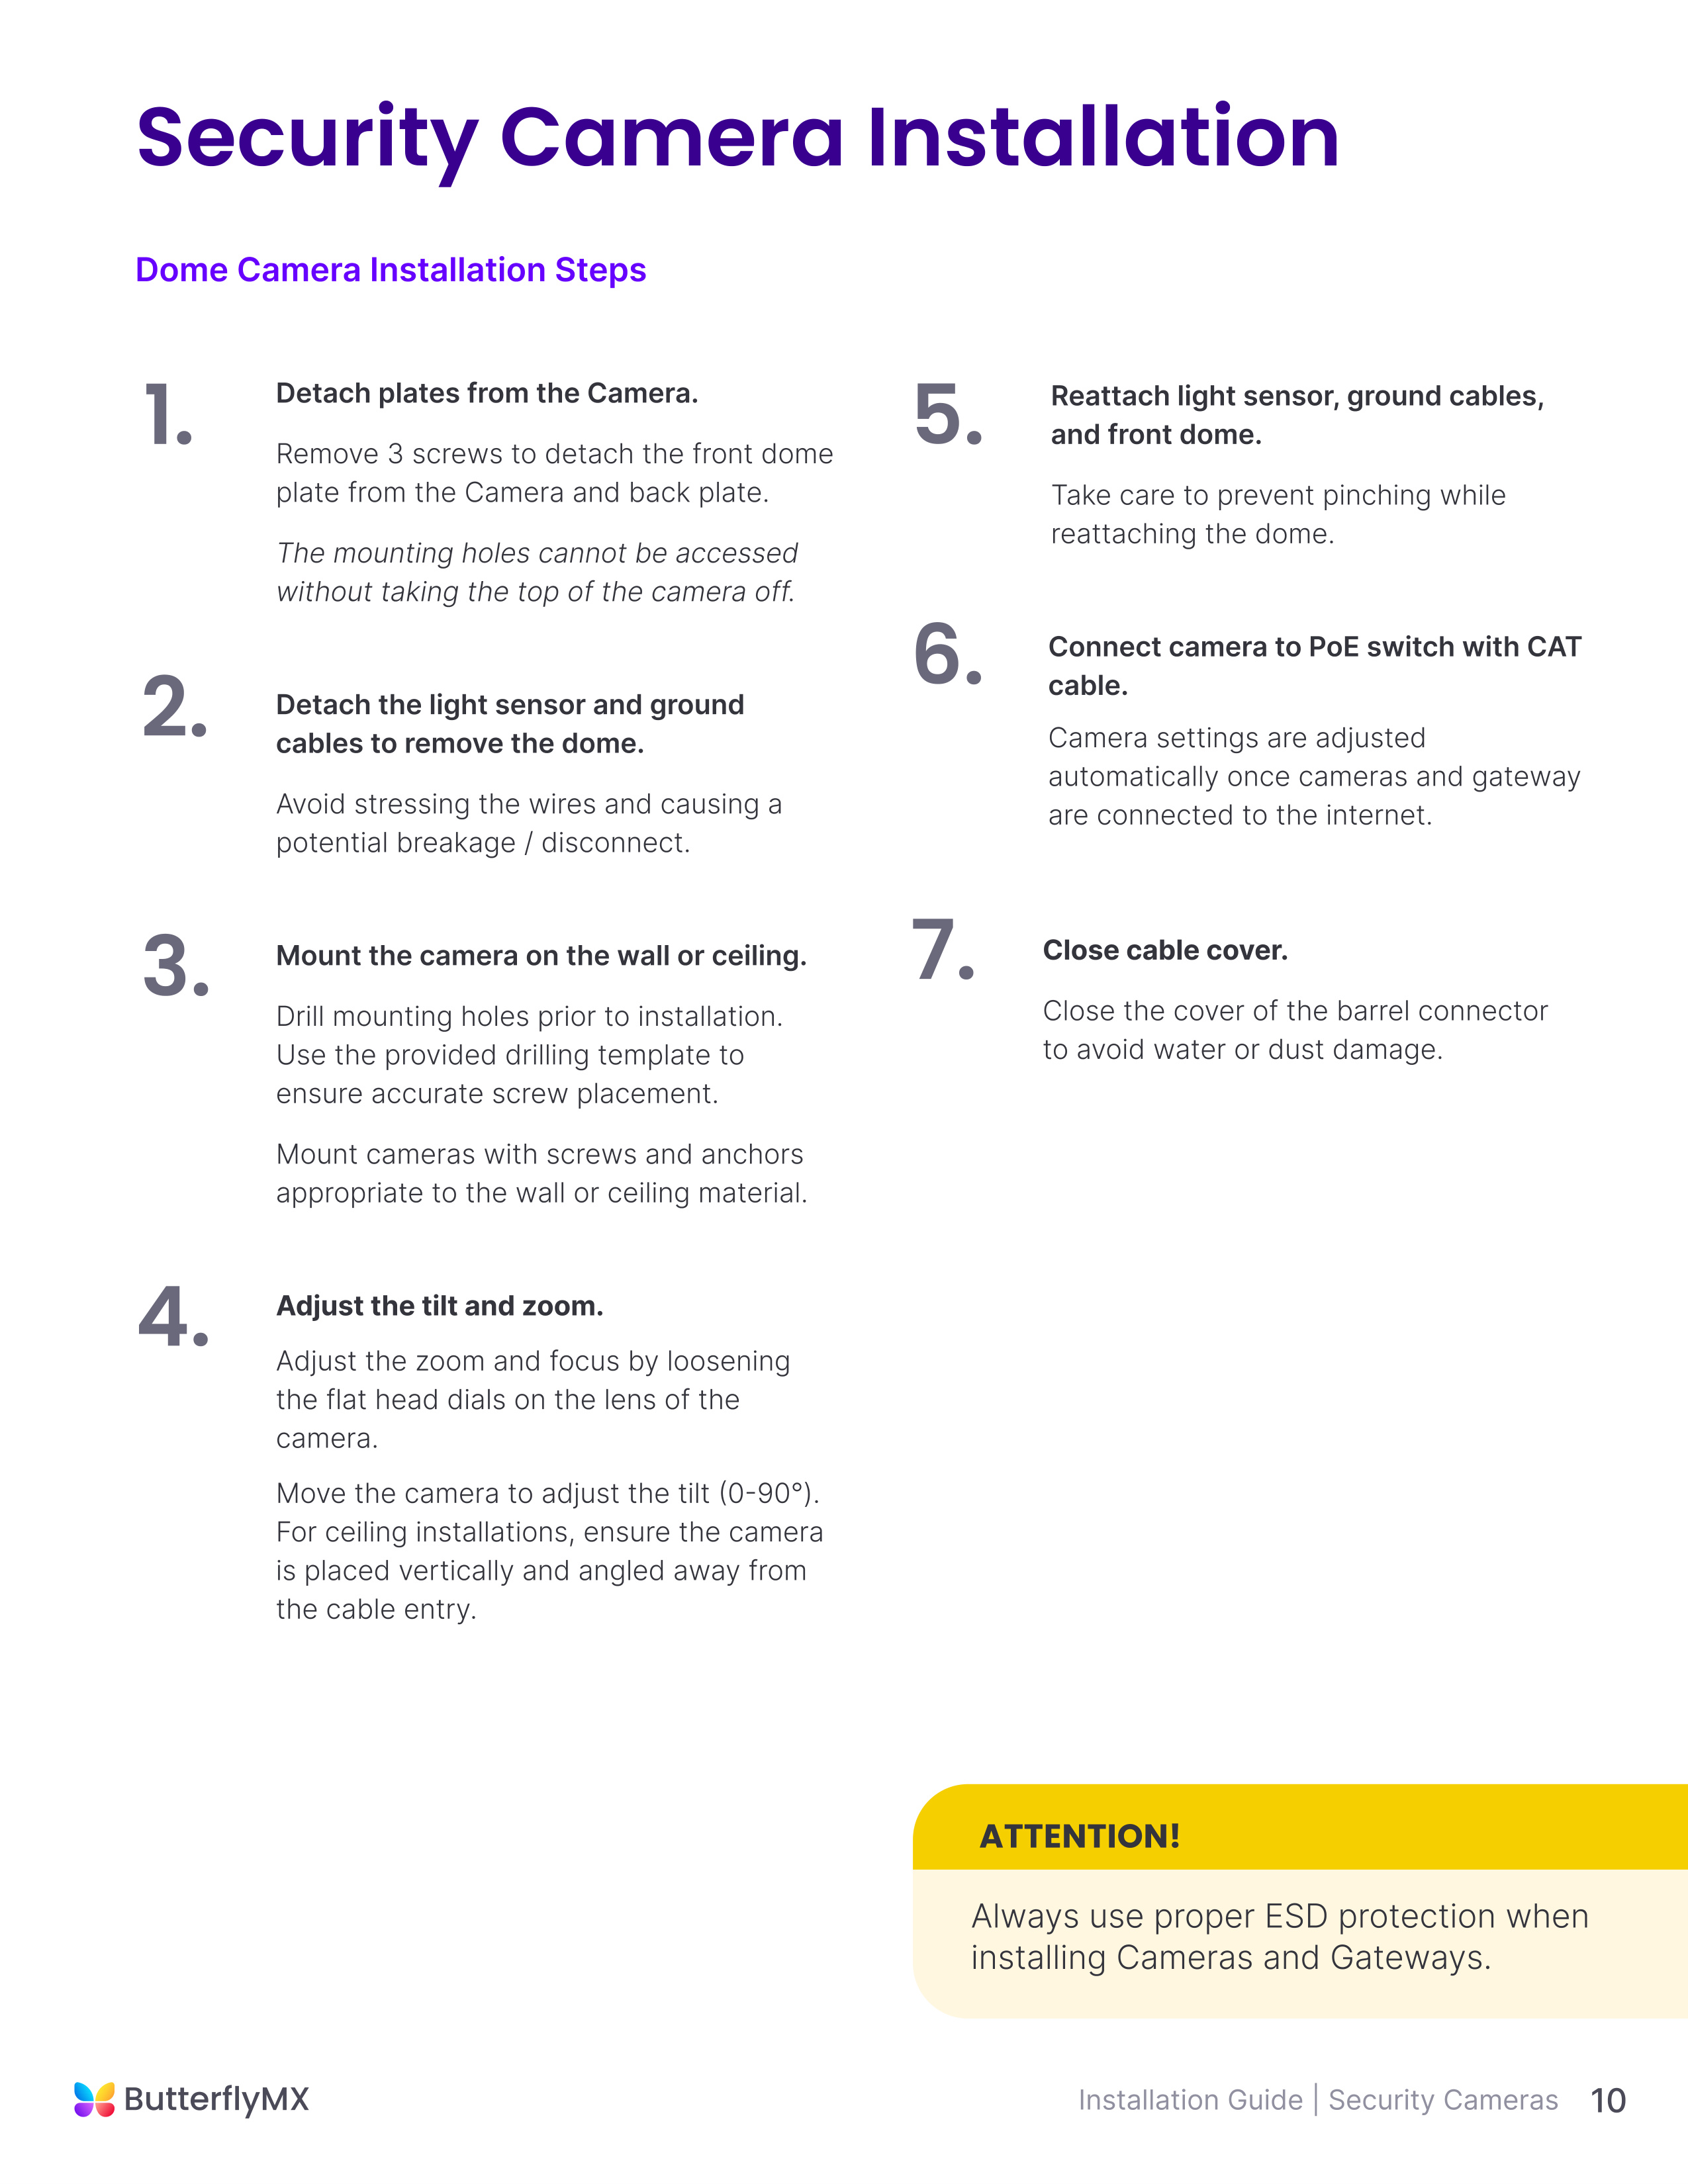 Security Camera Installation
Dome Camera Installation Steps
1.
Detach plates from the Camera.
Remove 3 screws to detach the front dome
plate from the Camera and back plate.
The mounting holes cannot be accessed
without taking the top of the camera off.
2.
Detach the light sensor and ground
cables to remove the dome.
Avoid stressing the wires and causing a
potential breakage / disconnect.
3.
Mount the camera on the wall or ceiling.
Drill mounting holes prior to installation.
Use the provided drilling template to
ensure accurate screw placement.
Mount cameras with screws and anchors
appropriate to the wall or ceiling material.
4.
Adjust the tilt and zoom.
Adjust the zoom and focus by loosening
the flat head dials on the lens of the
camera.
Move the camera to adjust the tilt (0-90°).
For ceiling installations, ensure the camera
is placed vertically and angled away from
the cable entry.
5.
Reattach light sensor, ground cables,
and front dome.
Take care to prevent pinching while
reattaching the dome.
6.
Connect camera to PoE switch with CAT
cable.
Camera settings are adjusted
automatically once cameras and gateway
are connected to the internet.
7.
Close cable cover.
Close the cover of the barrel connector
to avoid water or dust damage.
ATTENTION!
Always use proper ESD protection when
installing Cameras and Gateways.
ButterflyMX
Installation Guide | Security Cameras 10